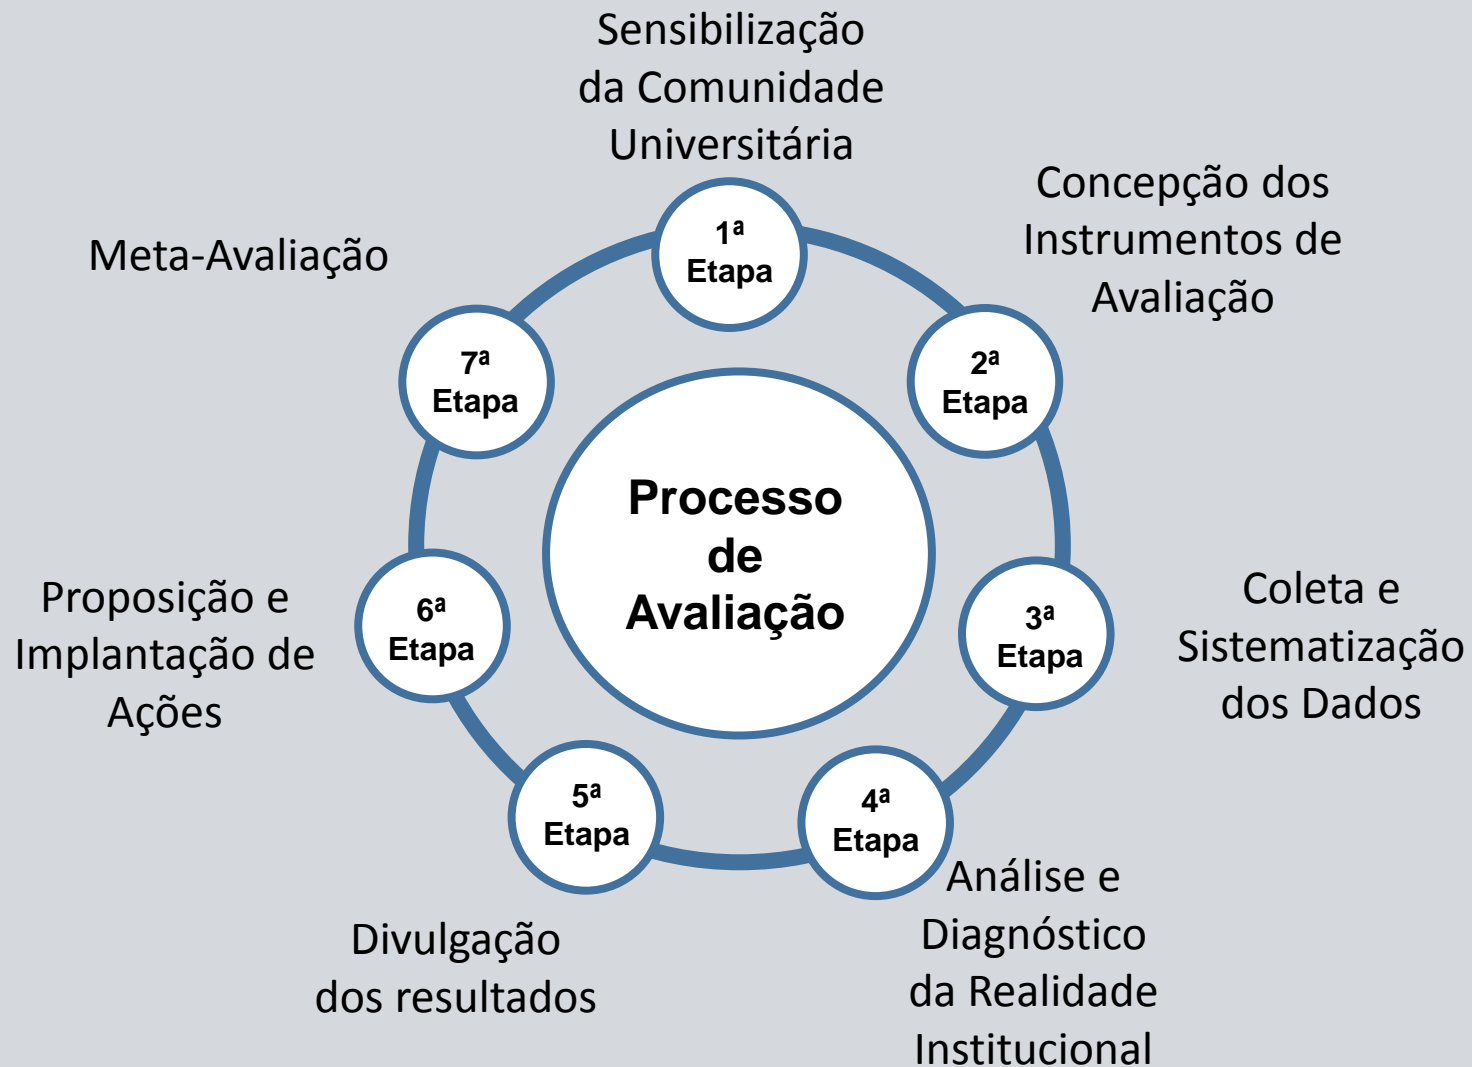 Sensibilização
da Comunidade
Universitária
1ª
Etapa
Concepção dos
Instrumentos de
Avaliação
2ª
Etapa
Coleta e
Sistematização
dos Dados
3ª
Etapa
Análise e
Diagnóstico
da Realidade
Institucional
4ª
Etapa
Divulgação
dos resultados
5ª
Etapa
Proposição e
Implantação de
Ações
6ª
Etapa
Meta-Avaliação
7ª
Etapa
Processo
de
Avaliação